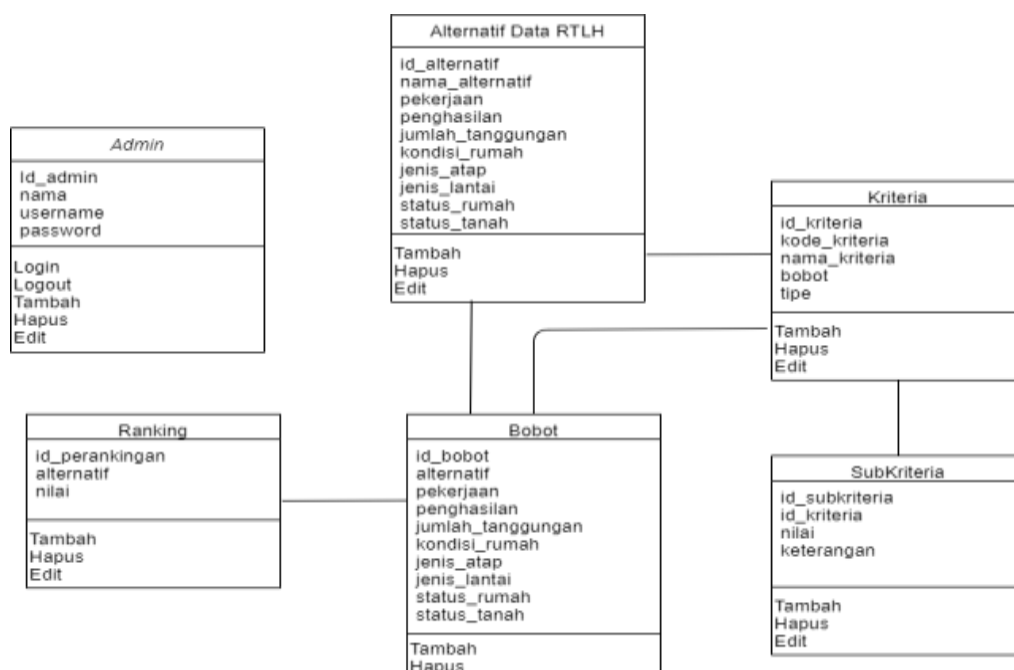 Alternatif Data RTLH
id_alternatif
nama_alternatif
pekerjaan
penghasilan
jumlah_tanggungan
kondisi_rumah
jenis_atap
jenis_lantai
status_rumah
status_tanah
Tambah
Hapus
Edit
Admin
Id_admin
nama
username
password
Login
Logout
Tambah
Hapus
Edit
Kriteria
id_kriteria
kode_kriteria
nama_kriteria
bobot
tipe
Tambah
Hapus
Edit
Ranking
id_perankingan
alternatif
nilai
Tambah
Hapus
Edit
Bobot
id_bobot
alternatif
pekerjaan
penghasilan
jumlah_tanggungan
kondisi_rumah
jenis_atap
jenis_lantai
status_rumah
status_tanah
Tambah
Hapus
SubKriteria
id_subkriteria
id_kriteria
nilai
keterangan
Tambah
Hapus
Edit